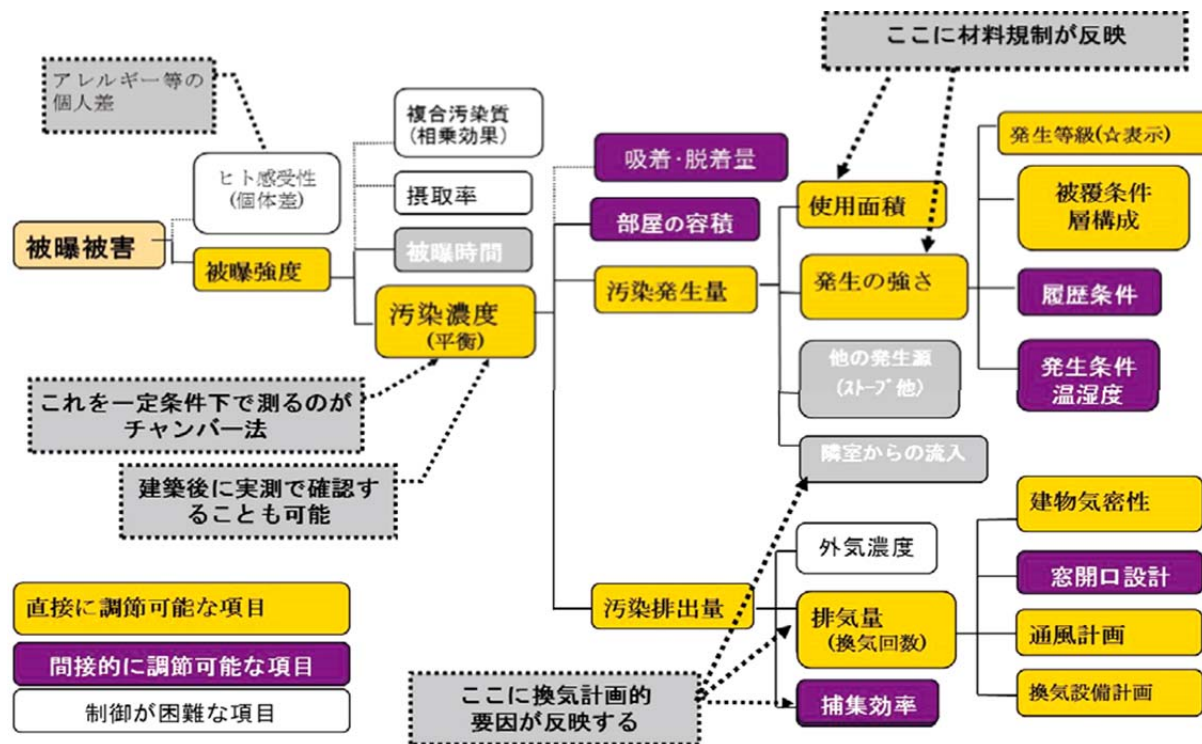 ここに材料規制が反映
アレルギー等の
個人差
複合汚染質
(相乗効果)
ヒト感受性
(個体差)
摂取率
被曝被害
被曝強度
被曝時間
汚染濃度
(平衡)
吸着・脱着量
部屋の容積
汚染発生量
使用面積
発生の強さ
他の発生源
(ストーブ他)
隣室からの流入
発生等級(☆表示)
被覆条件
層構成
履歴条件
発生条件
温湿度
これを一定条件下で測るのが
チャンバー法
建築後に実測で確認す
ることも可能
汚染排出量
外気濃度
排気量
(換気回数)
捕集効率
建物気密性
窓開口設計
通風計画
換気設備計画
ここに換気計画的
要因が反映する
直接に調節可能な項目
間接的に調節可能な項目
制御が困難な項目